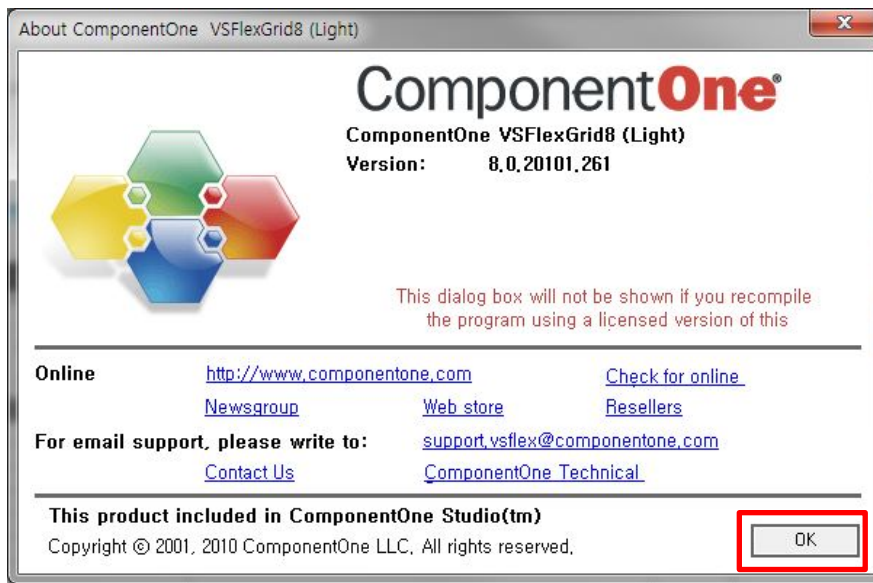 About ComponentOne VSFlexGrid8 (Light)
ComponentOne®
ComponentOne VSFlexGrid8 (Light)
Version: 8.0.20101.261
This dialog box will not be shown if you recompile
the program using a licensed version of this
Online http://www.componentone.com Check for online
Newsgroup Web store Resellers
For email support, please write to: support.vsflex@componentone.com
Contact Us ComponentOne Technical
This product included in ComponentOne Studio(tm)
Copyright © 2001, 2010 ComponentOne LLC. All rights reserved.
OK